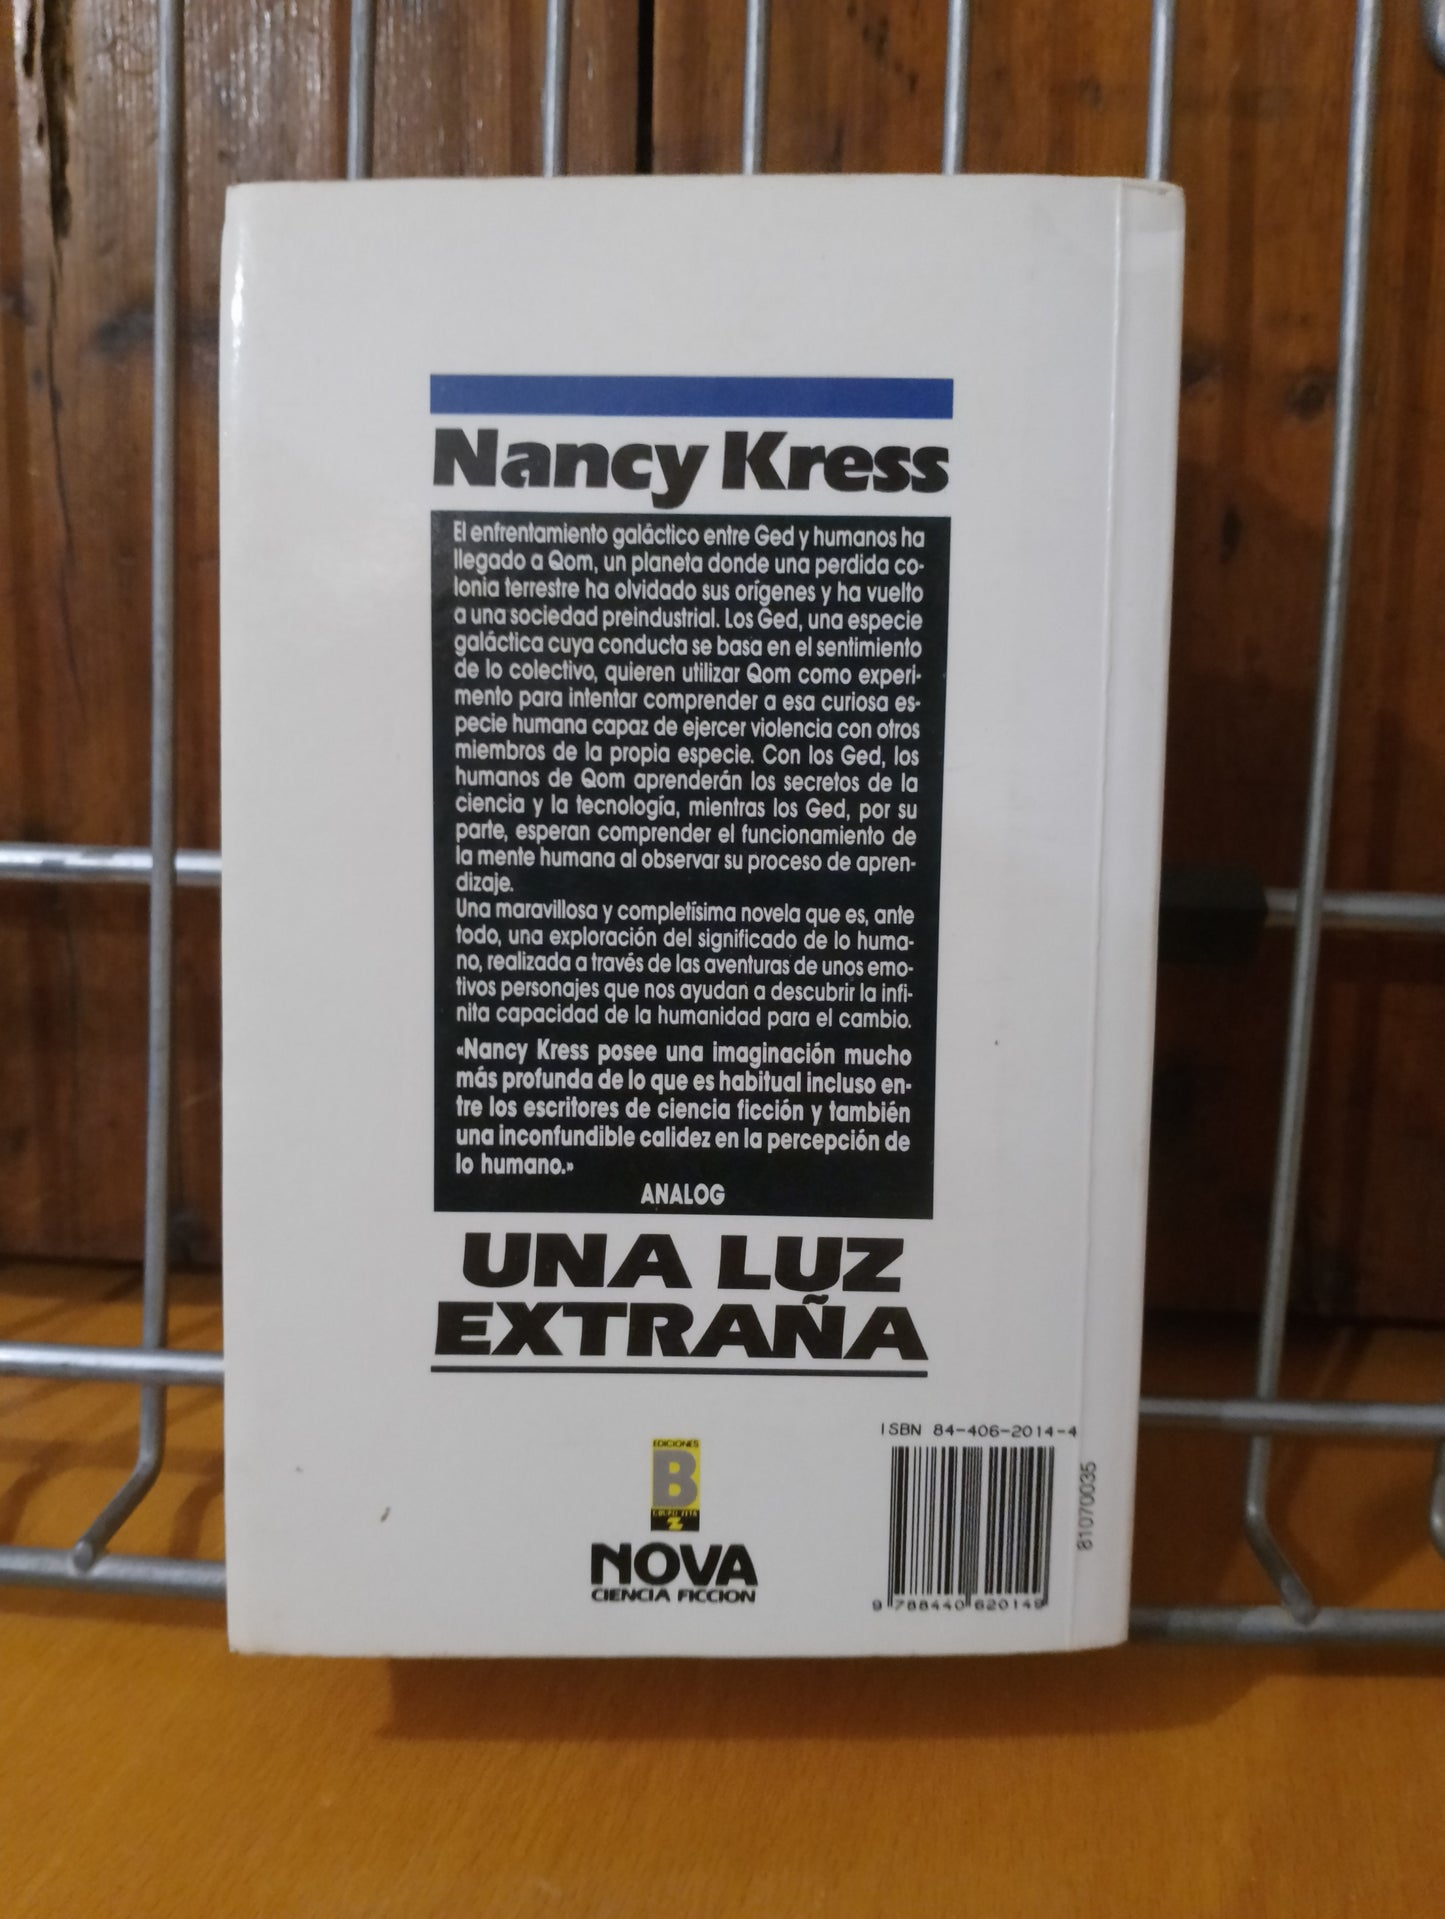 Nancy Kress
El enfrentamiento galáctico entre Ged y humanos ha
llegado a Qom, un planeta donde una perdida co-
lonia terrestre ha olvidado sus orígenes y ha vuelto
a una sociedad preindustrial. Los Ged, una especie
galáctica cuya conducta se basa en el sentimiento
de lo colectivo, quieren utilizar Qom como experi-
mento para intentar comprender a esa curiosa es-
pecie humana capaz de ejercer violencia con otros
miembros de la propia especie. Con los Ged, los
humanos de Qom aprenderán los secretos de la
ciencia y la tecnología, mientras los Ged, por su
parte, esperan comprender el funcionamiento de
la mente humana al observar su proceso de apren-
dizaje.
Una maravillosa y completísima novela que es, ante
todo, una exploración del significado de lo huma-
no, realizada a través de las aventuras de unos emo-
tivos personajes que nos ayudan a descubrir la infi-
nita capacidad de la humanidad para el cambio.
«Nancy Kress posee una imaginación mucho
más profunda de lo que es habitual incluso en-
tre los escritores de ciencia ficción y también
una inconfundible calidez en la percepción de
lo humano.»
ANALOG
UNA LUZ
EXTRAÑA
EDICIONES
B
GRUPO ZETA
Z
NOVA
CIENCIA FICCION
ISBN 84-406-2014-4
9 788440 620149
81070035